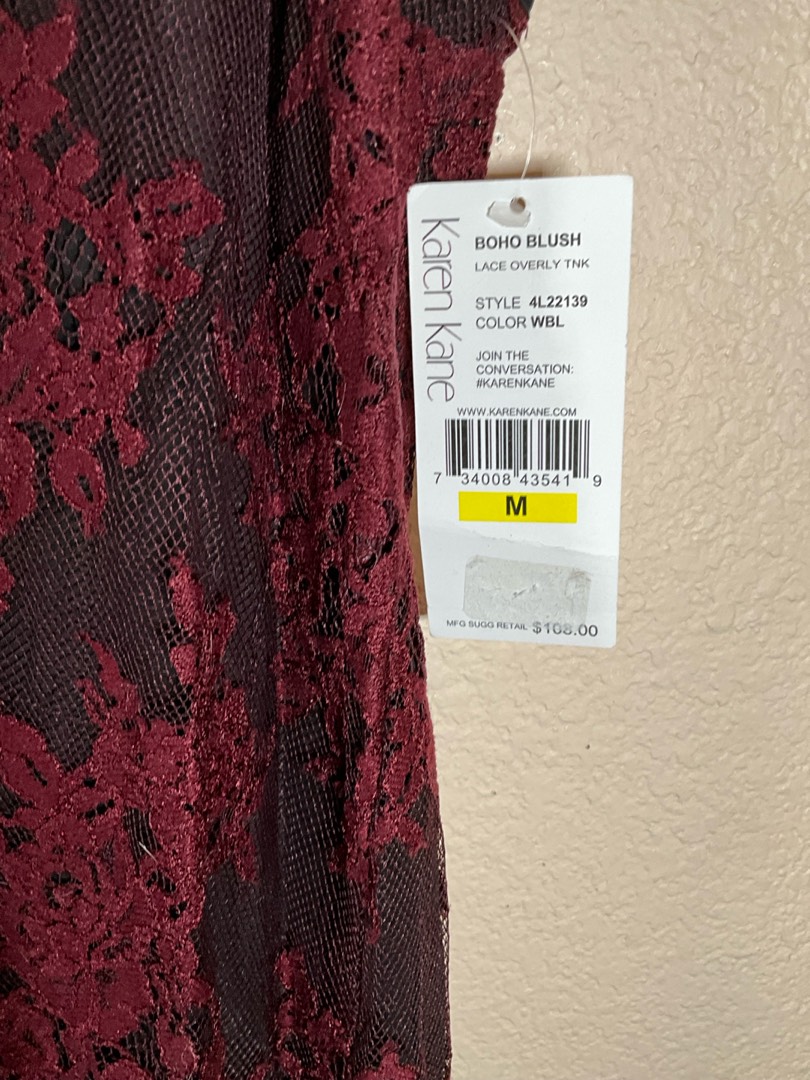 Karen Kane
BOHO BLUSH
LACE OVERLY TNK
STYLE 4L22139
COLOR WBL
JOIN THE
CONVERSATION:
#KARENKANE
WWW.KARENKANE.COM
7 34008 43541 9
M
MFG SUGG RETAIL $108.00